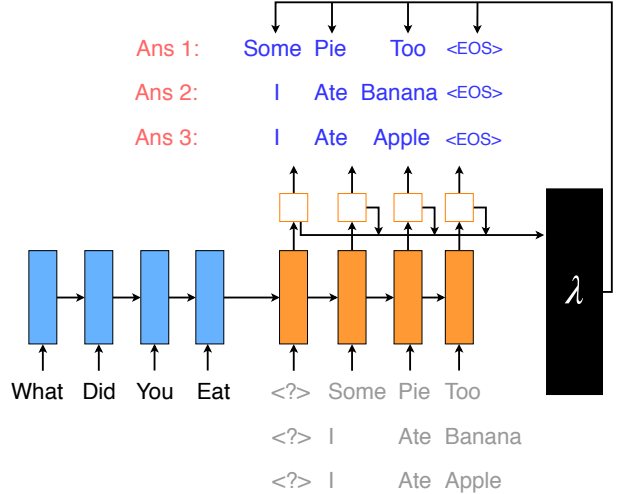 Ans 1: Some Pie Too <EOS>
Ans 2: I Ate Banana <EOS>
Ans 3: I Ate Apple <EOS>
λ
What Did You Eat <?> Some Pie Too
<?> I Ate Banana
<?> I Ate Apple